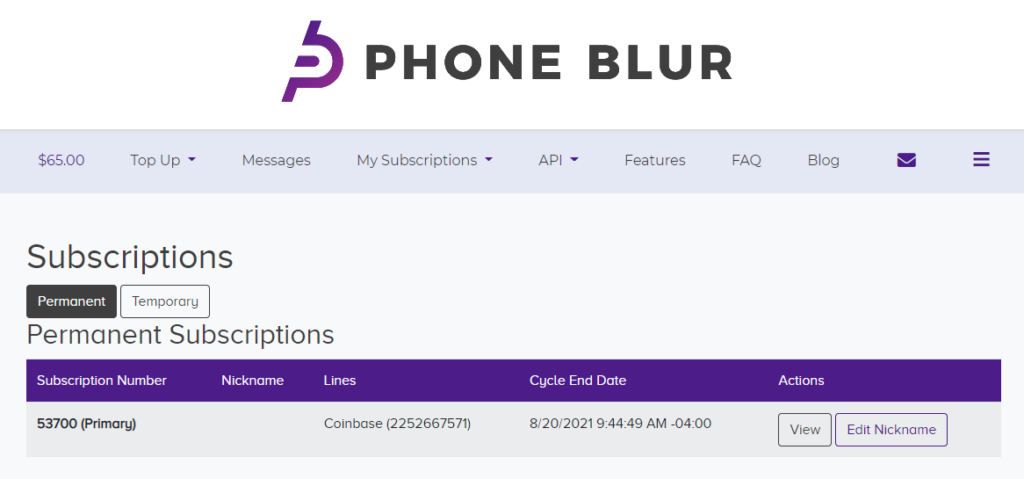 PHONE BLUR
$65.00 Top Up Messages My Subscriptions API Features FAQ Blog
Subscriptions
Permanent Temporary
Permanent Subscriptions
Subscription Number Nickname Lines Cycle End Date Actions
53700 (Primary) Coinbase (2252667571) 8/20/2021 9:44:49 AM -04:00 View Edit Nickname